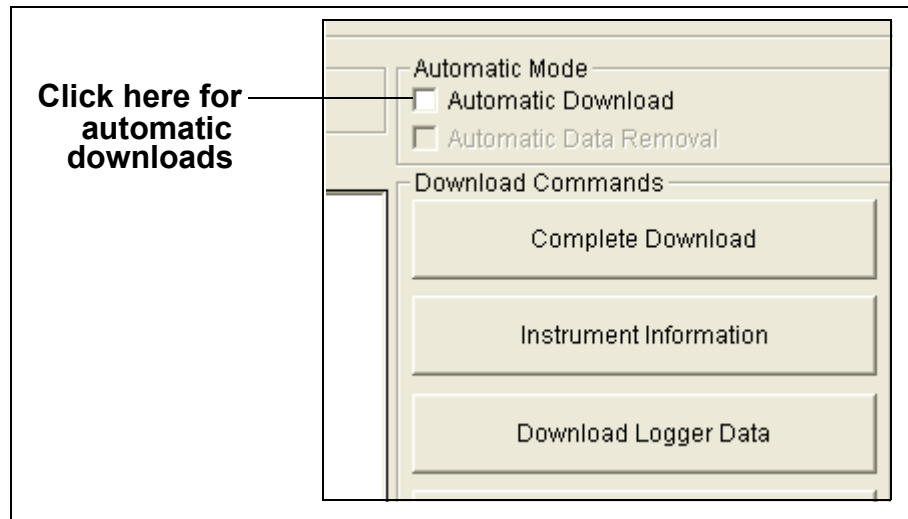 Click here for
automatic
downloads
Automatic Mode
Automatic Download
Automatic Data Removal
Download Commands
Complete Download
Instrument Information
Download Logger Data